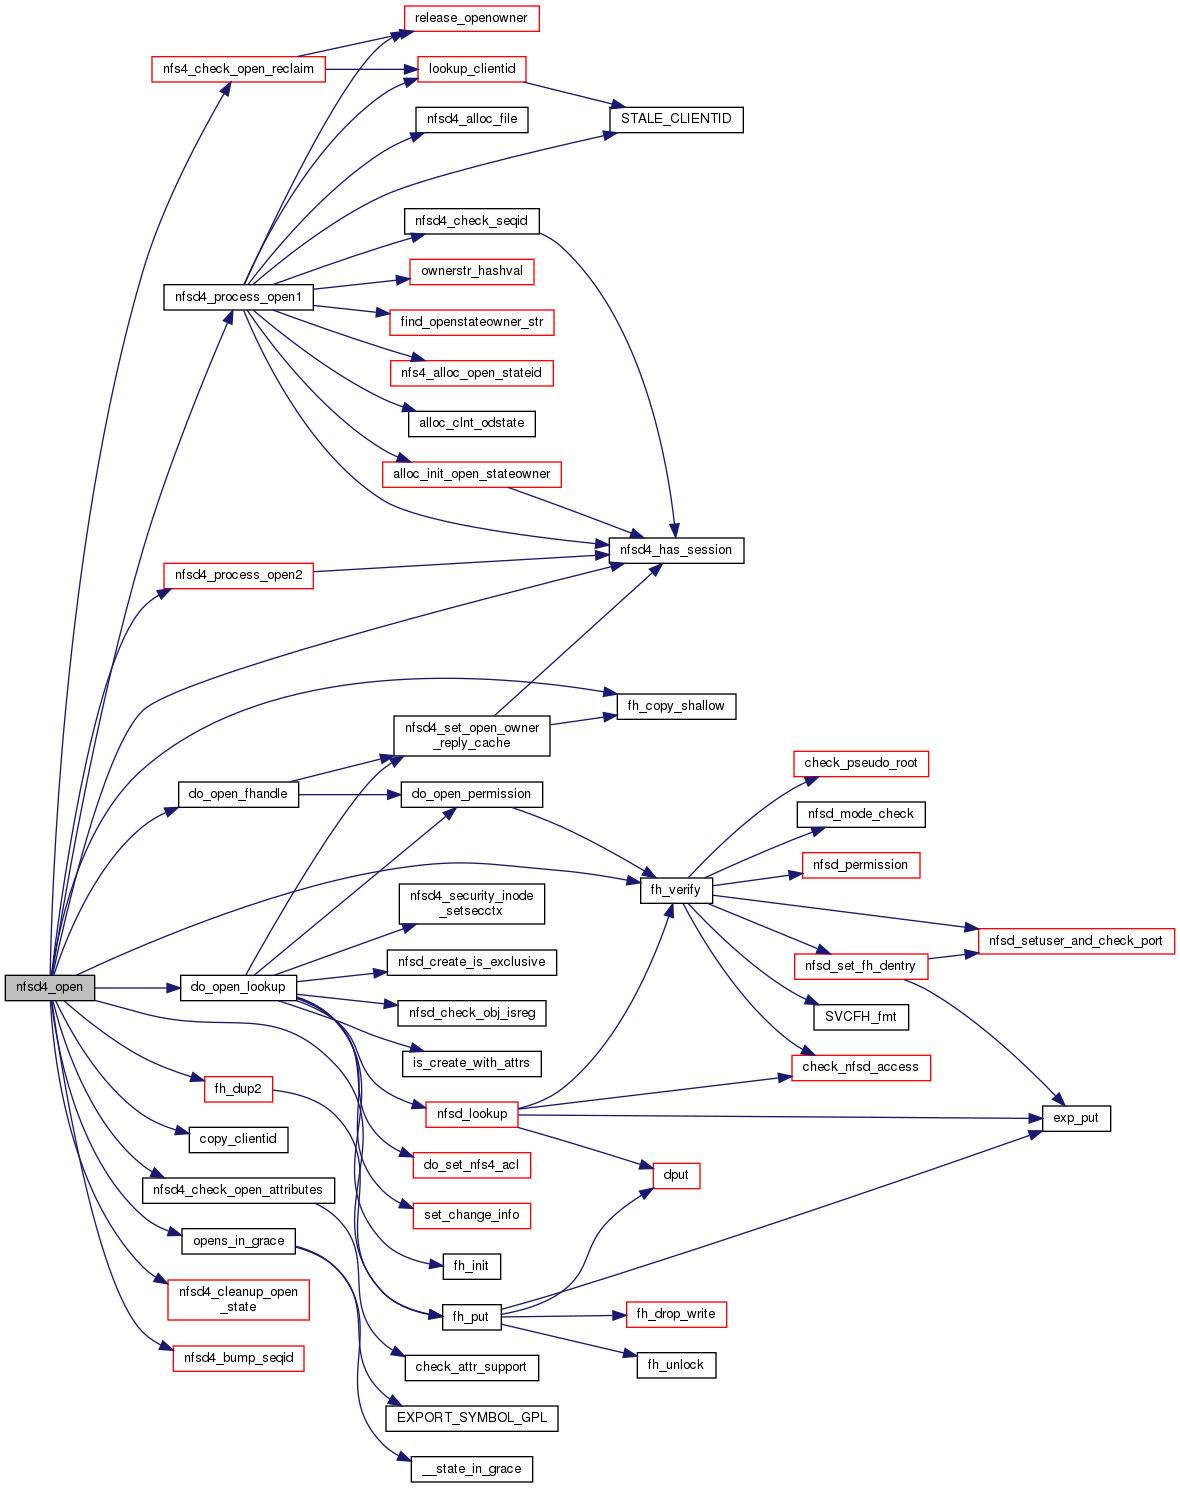 release_openowner
nfs4_check_open_reclaim
lookup_clientid
nfsd4_alloc_file
STALE_CLIENTID
nfsd4_check_seqid
ownerstr_hashval
nfsd4_process_open1
find_openstateowner_str
nfs4_alloc_open_stateid
alloc_clnt_odstate
alloc_init_open_stateowner
nfsd4_has_session
nfsd4_process_open2
fh_copy_shallow
nfsd4_set_open_owner
_reply_cache
check_pseudo_root
do_open_fhandle
do_open_permission
nfsd_mode_check
nfsd_permission
fh_verify
nfsd4_security_inode
_setsecctx
nfsd_setuser_and_check_port
nfsd_create_is_exclusive
nfsd_set_fh_dentry
nfsd4_open
do_open_lookup
nfsd_check_obj_isreg
SVCFH_fmt
is_create_with_attrs
check_nfsd_access
fh_dup2
nfsd_lookup
exp_put
copy_clientid
do_set_nfs4_acl
dput
nfsd4_check_open_attributes
set_change_info
opens_in_grace
fh_init
nfsd4_cleanup_open
_state
fh_put
fh_drop_write
nfsd4_bump_seqid
check_attr_support
fh_unlock
EXPORT_SYMBOL_GPL
__state_in_grace